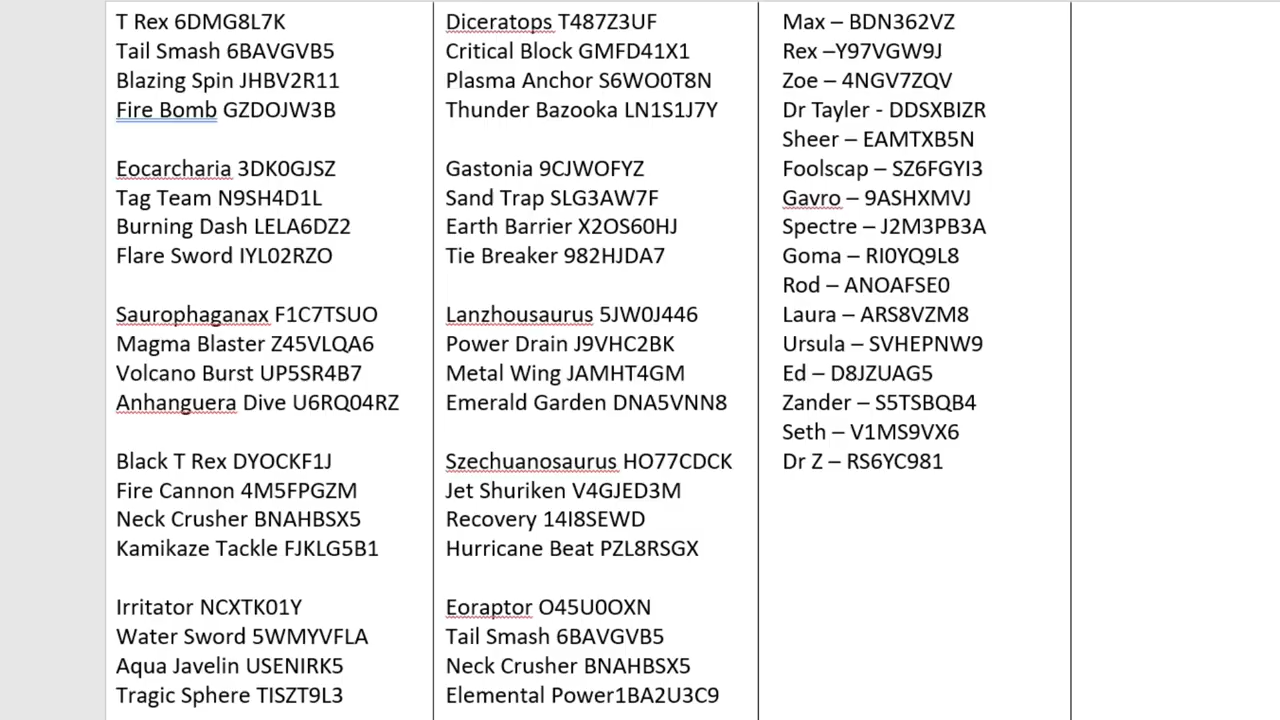 T Rex 6DMG8L7K
Tail Smash 6BAVGVB5
Blazing Spin JHBV2R11
Fire Bomb GZDOJW3B
Eocarcharia 3DK0GJSZ
Tag Team N9SH4D1L
Burning Dash LELA6DZ2
Flare Sword IYL02RZO
Saurophaganax F1C7TSUO
Magma Blaster Z45VLQA6
Volcano Burst UP5SR4B7
Anhanguera Dive U6RQ04RZ
Black T Rex DYOCKF1J
Fire Cannon 4M5FPGZM
Neck Crusher BNAHBSX5
Kamikaze Tackle FJKLG5B1
Irritator NCXTK01Y
Water Sword 5WMYVFLA
Aqua Javelin USENIRK5
Tragic Sphere TISZT9L3
Diceratops T487Z3UF
Critical Block GMFD41X1
Plasma Anchor S6WO0T8N
Thunder Bazooka LN1S1J7Y
Gastonia 9CJWOFYZ
Sand Trap SLG3AW7F
Earth Barrier X2OS60HJ
Tie Breaker 982HJDA7
Lanzhousaurus 5JW0J446
Power Drain J9VHC2BK
Metal Wing JAMHT4GM
Emerald Garden DNA5VNN8
Szechuanosaurus HO77CDCK
Jet Shuriken V4GJED3M
Recovery 14I8SEWD
Hurricane Beat PZL8RSGX
Eoraptor O45U0OXN
Tail Smash 6BAVGVB5
Neck Crusher BNAHBSX5
Elemental Power1BA2U3C9
Max – BDN362VZ
Rex –Y97VGW9J
Zoe – 4NGV7ZQV
Dr Tayler - DDSXBIZR
Sheer – EAMTXB5N
Foolscap – SZ6FGYI3
Gavro – 9ASHXMVJ
Spectre – J2M3PB3A
Goma – RI0YQ9L8
Rod – ANOAFSE0
Laura – ARS8VZM8
Ursula – SVHEPNW9
Ed – D8JZUAG5
Zander – S5TSBQB4
Seth – V1MS9VX6
Dr Z – RS6YC981